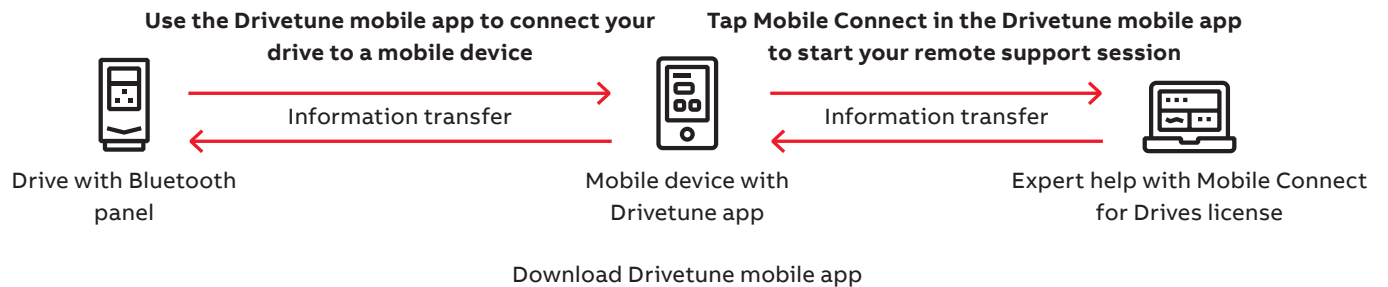 Use the Drivetune mobile app to connect your
drive to a mobile device
Tap Mobile Connect in the Drivetune mobile app
to start your remote support session
Information transfer
Information transfer
Drive with Bluetooth
panel
Mobile device with
Drivetune app
Expert help with Mobile Connect
for Drives license
Download Drivetune mobile app